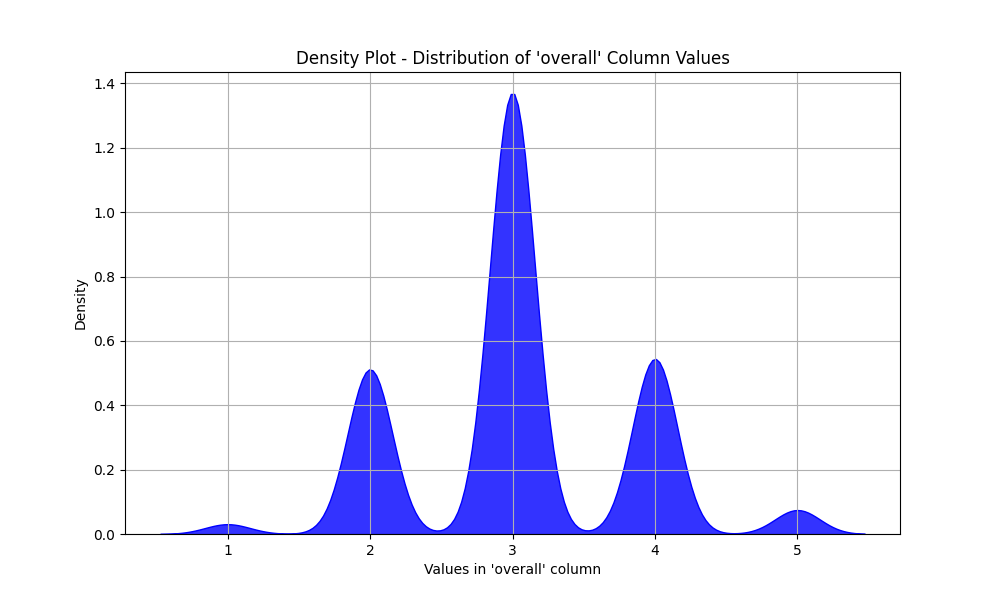 Density Plot - Distribution of 'overall' Column Values
1.4
1.2
1.0
0.8
0.6
0.4
0.2
0.0
Density
1 2 3 4 5
Values in 'overall' column